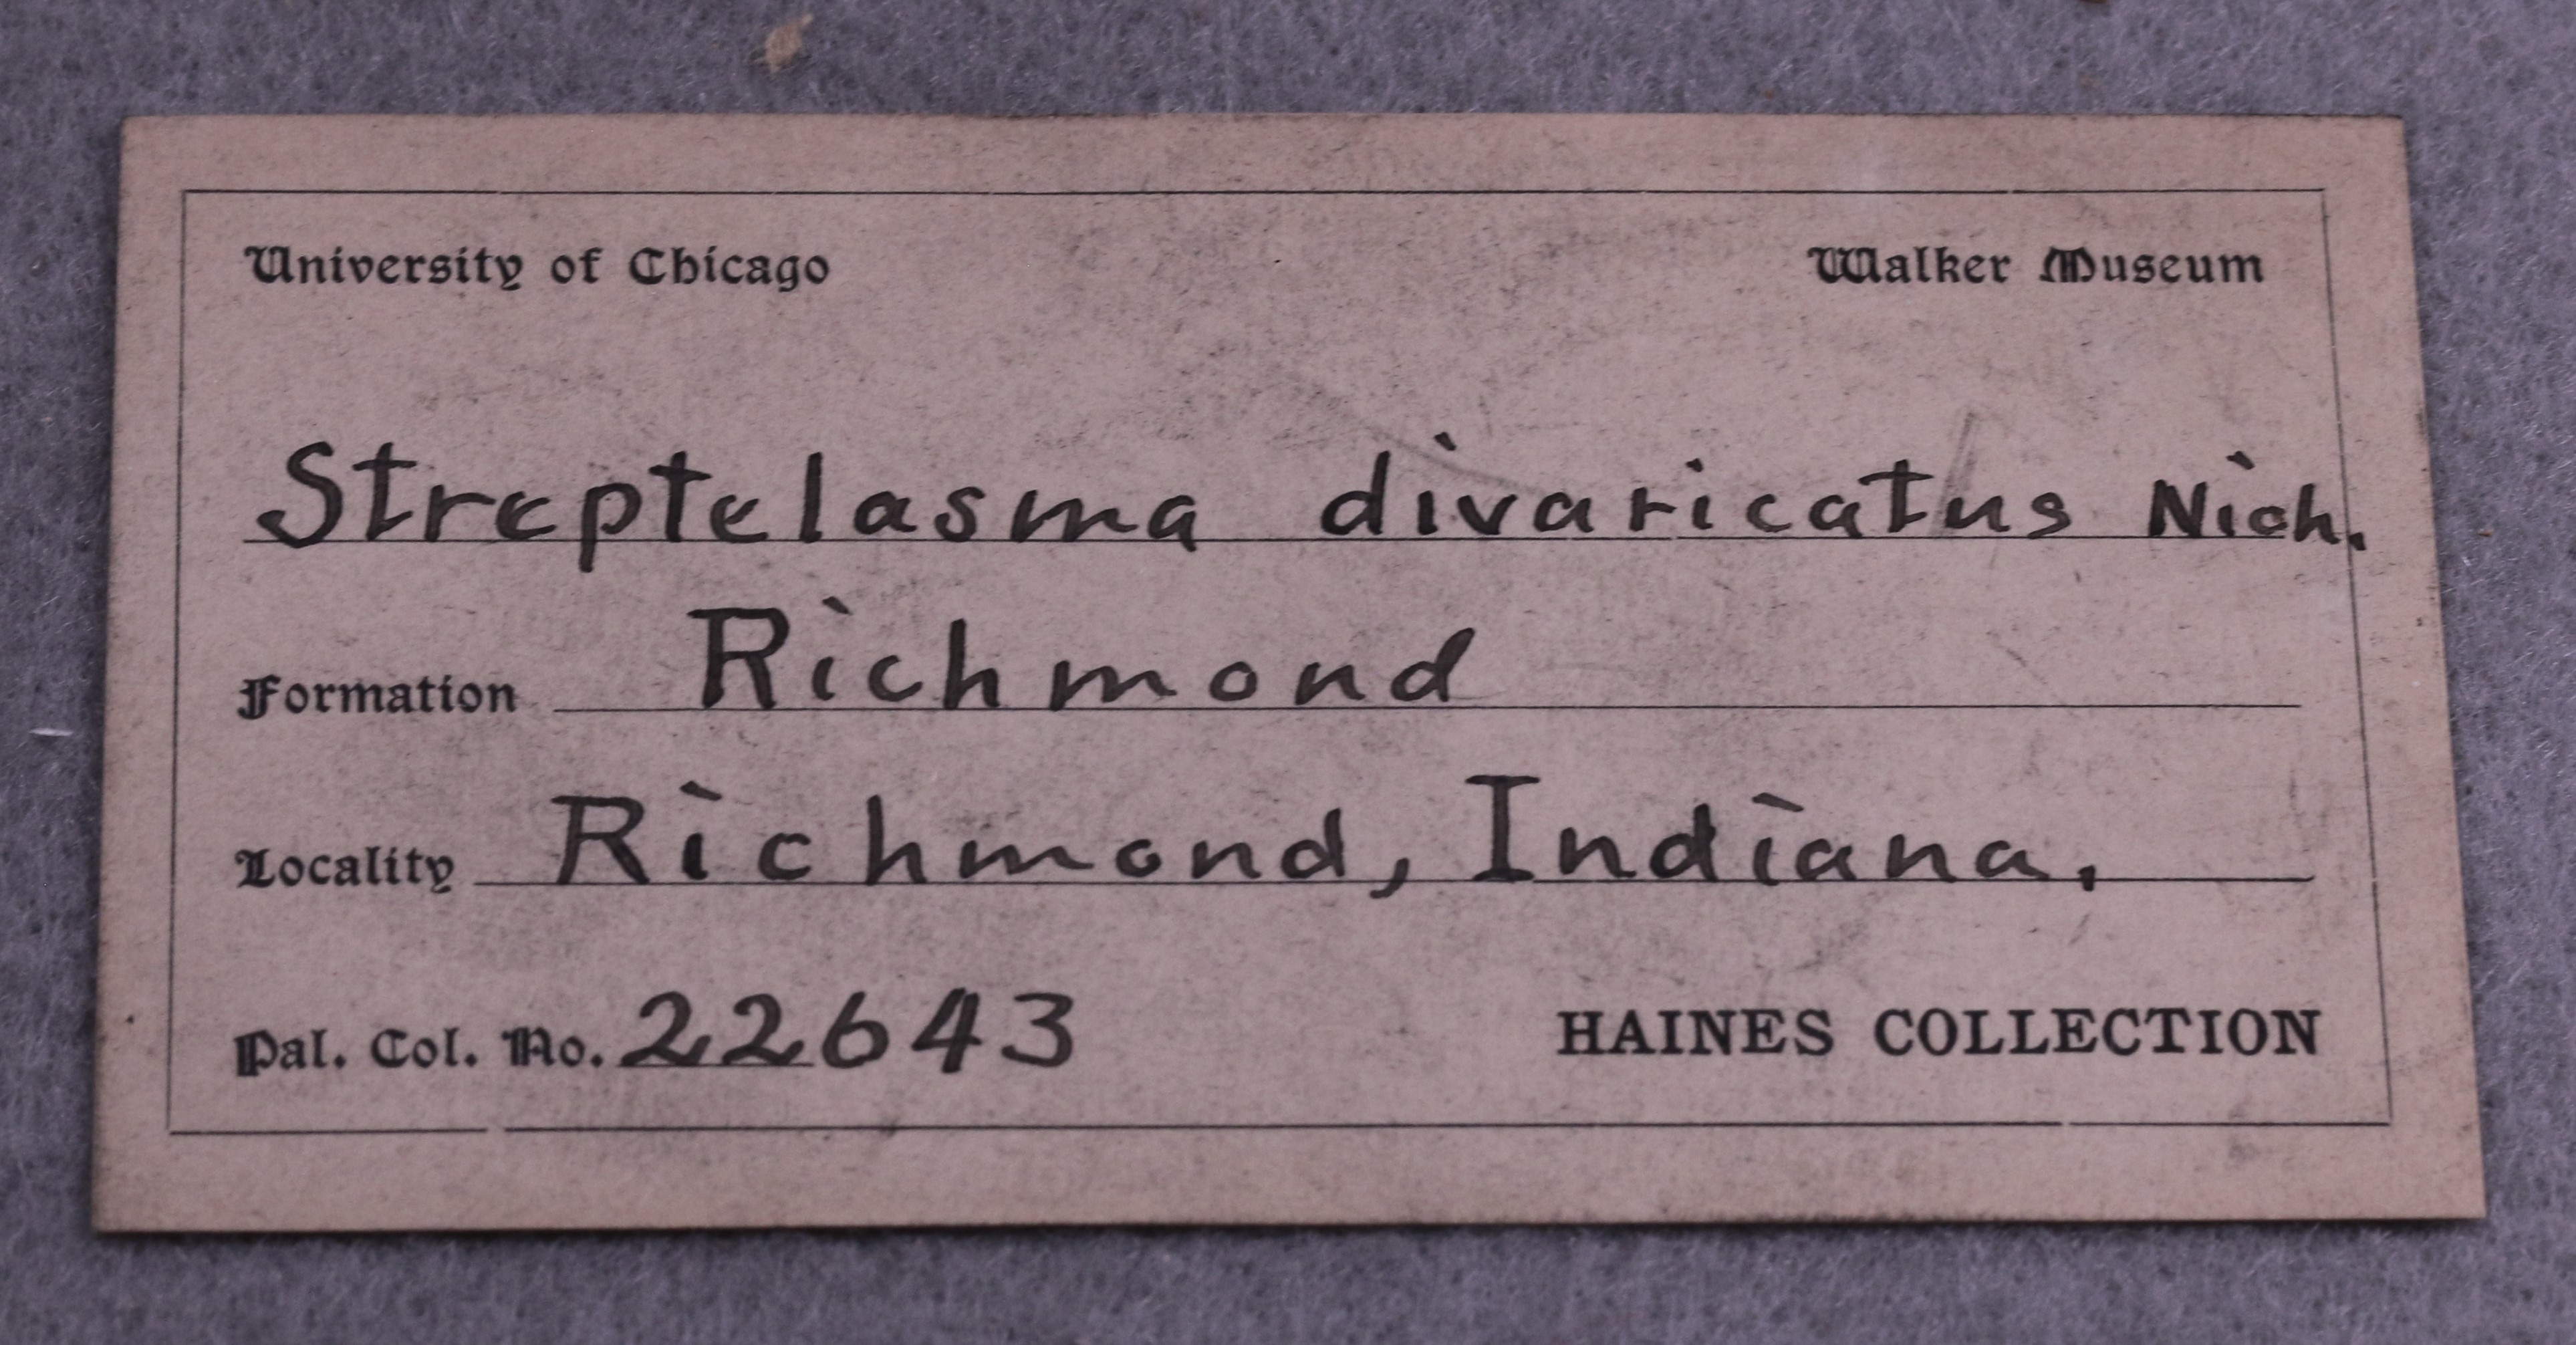 University of Chicago Walker Museum
Streptelasma divaricatus Nich.
Formation Richmond
Locality Richmond, Indiana.
Pal. Col. No. 22643 HAINES COLLECTION